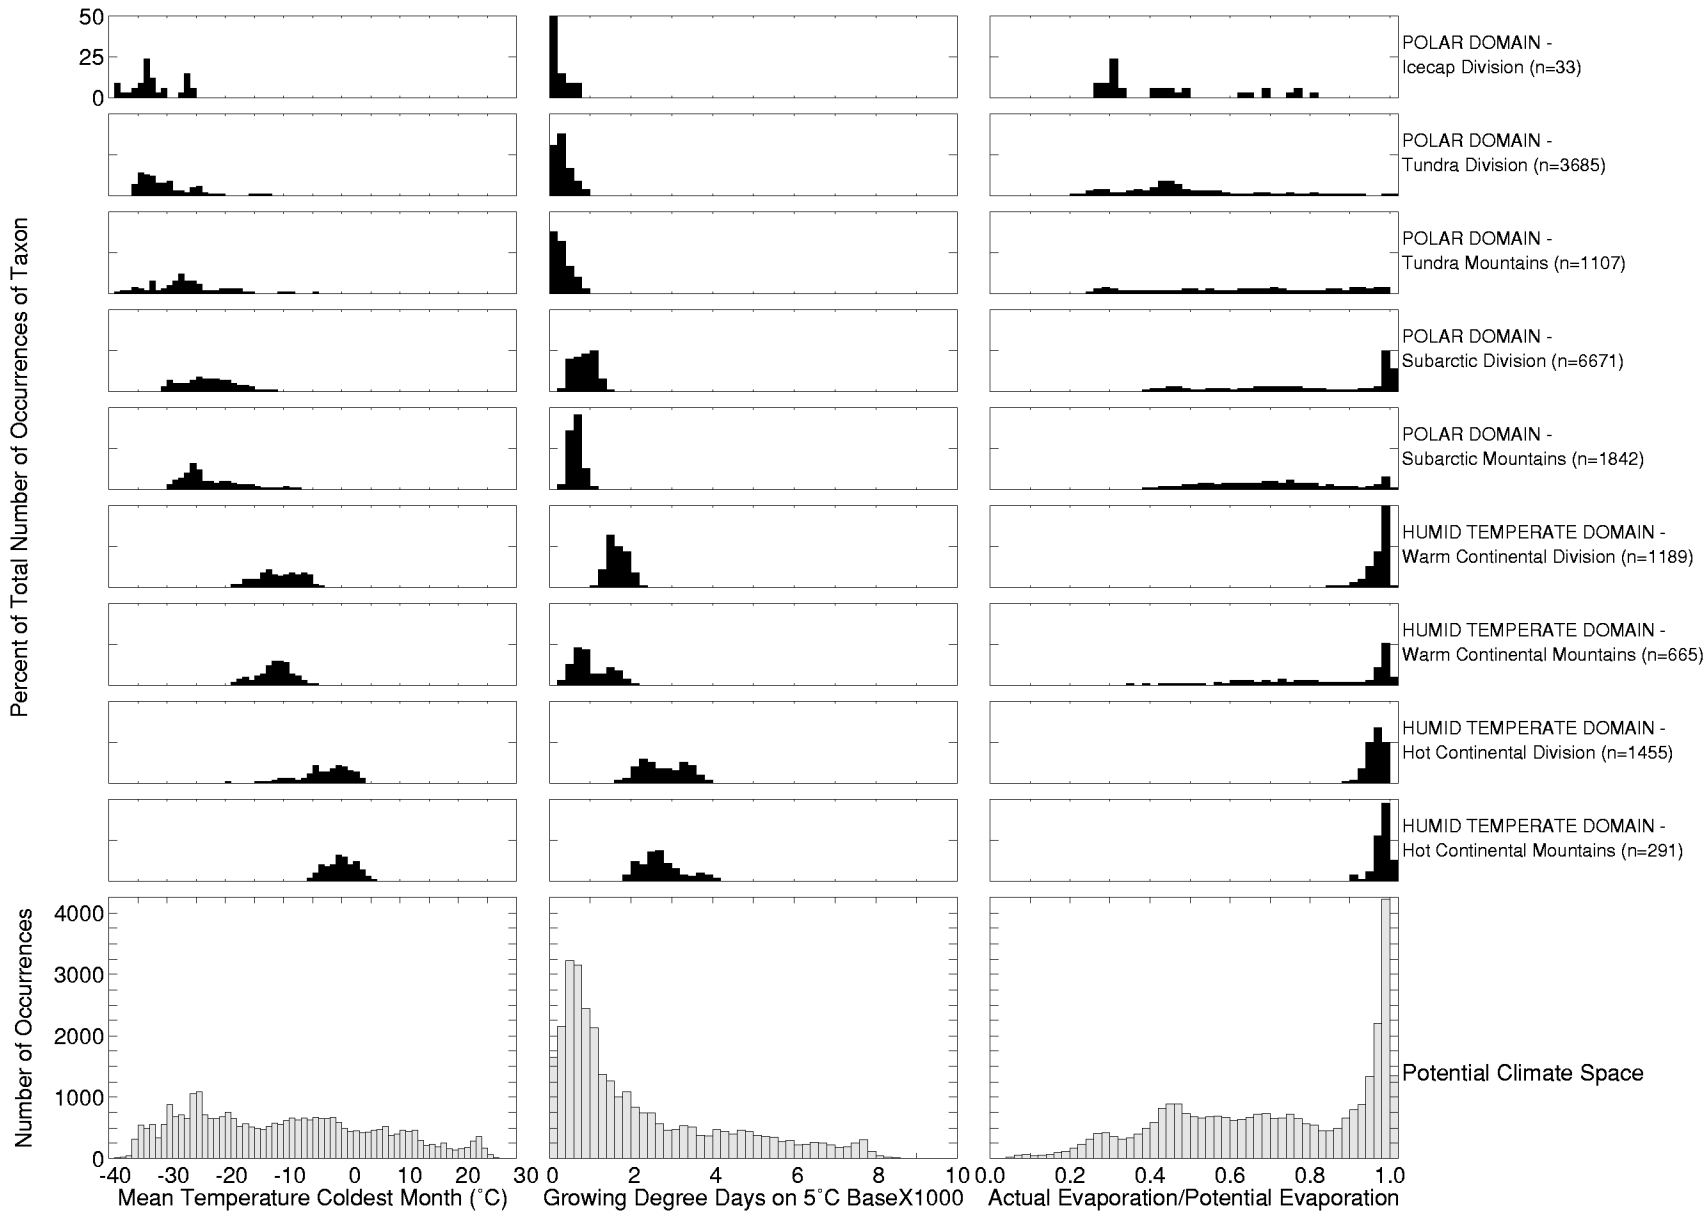 50
25
0
POLAR DOMAIN -
Icecap Division (n=33)
POLAR DOMAIN -
Tundra Division (n=3685)
POLAR DOMAIN -
Tundra Mountains (n=1107)
POLAR DOMAIN -
Subarctic Division (n=6671)
POLAR DOMAIN -
Subarctic Mountains (n=1842)
HUMID TEMPERATE DOMAIN -
Warm Continental Division (n=1189)
HUMID TEMPERATE DOMAIN -
Warm Continental Mountains (n=665)
HUMID TEMPERATE DOMAIN -
Hot Continental Division (n=1455)
HUMID TEMPERATE DOMAIN -
Hot Continental Mountains (n=291)
Percent of Total Number of Occurrences of Taxon
Number of Occurrences
4000
3000
2000
1000
0
Potential Climate Space
-40 -30 -20 -10 0 10 20 30
0 2 4 6 8 10
0.0 0.2 0.4 0.6 0.8 1.0
Mean Temperature Coldest Month (˚C)
Growing Degree Days on 5˚C BaseX1000
Actual Evaporation/Potential Evaporation